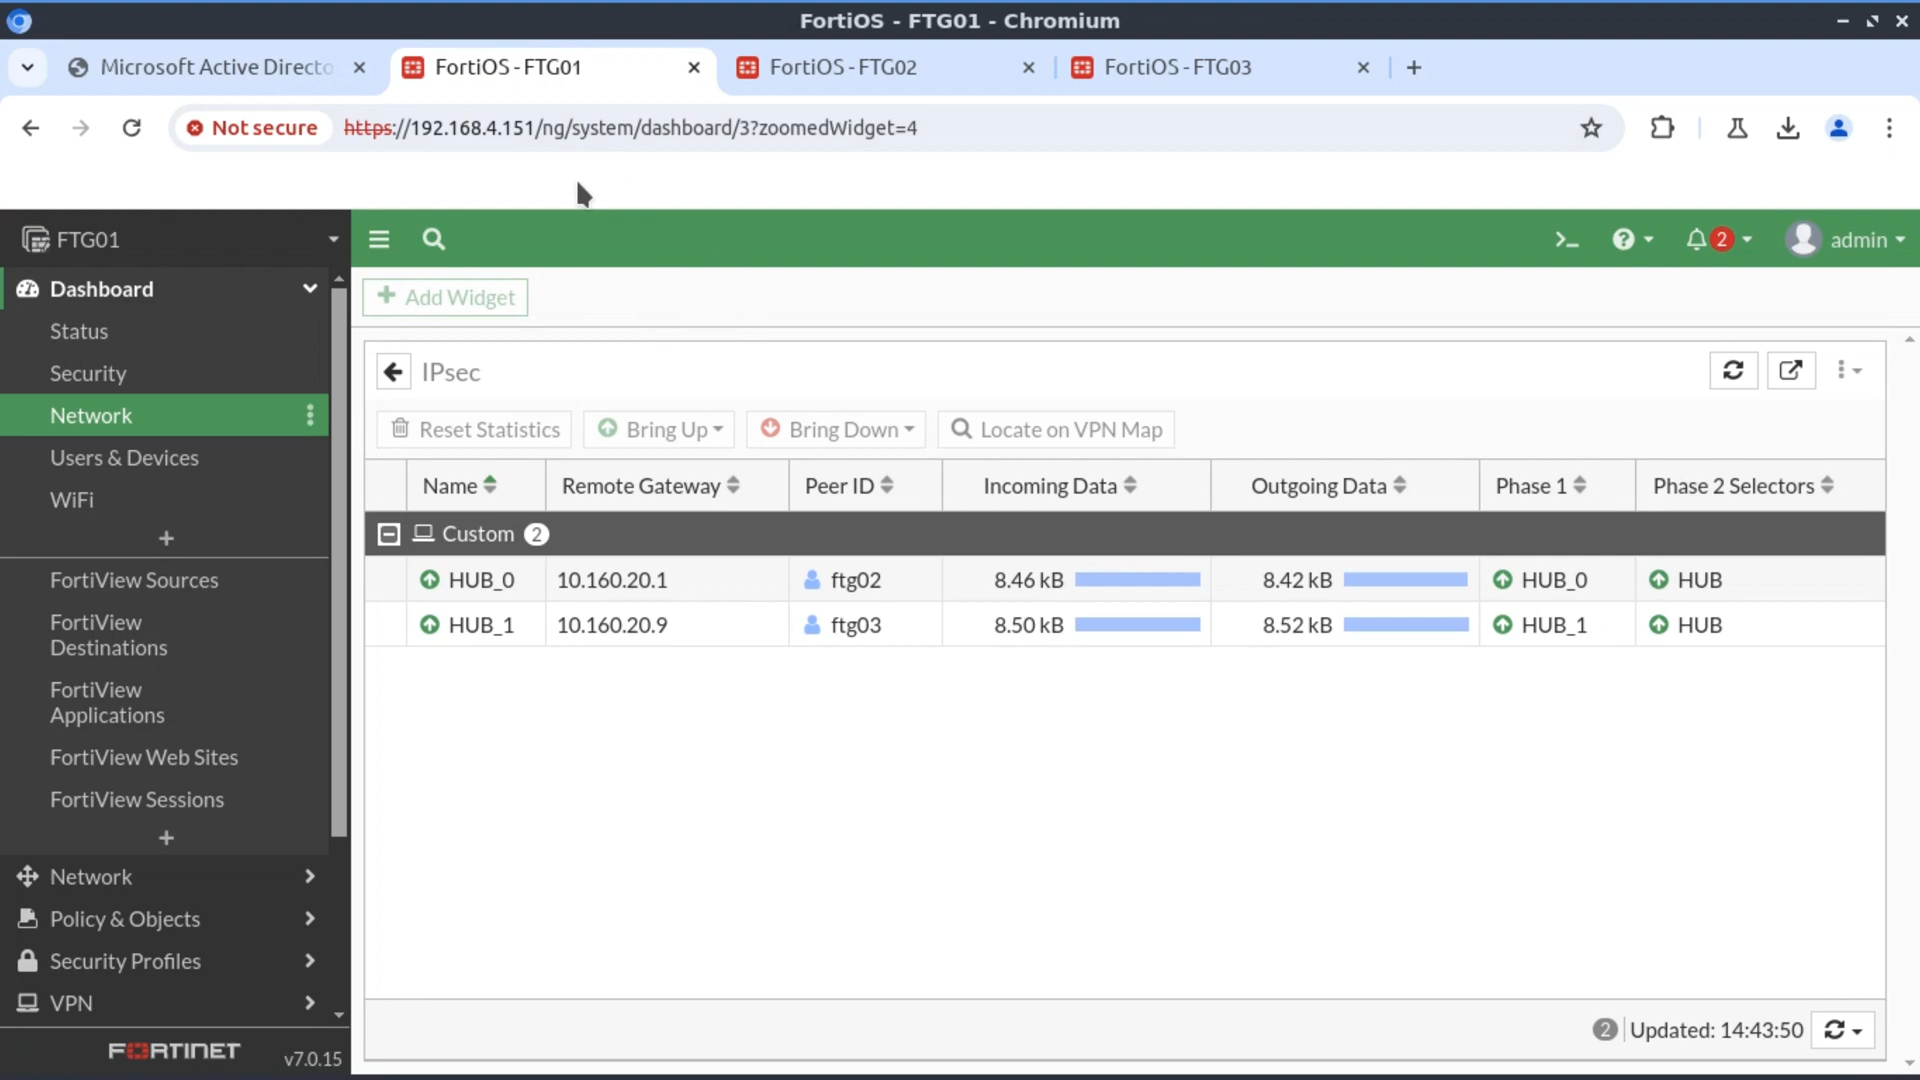 FortiOS - FTG01 - Chromium
Microsoft Active Directo
FortiOS - FTG01
FortiOS - FTG02
FortiOS - FTG03
Not secure
https://192.168.4.151/ng/system/dashboard/3?zoomedWidget=4
FTG01
2
admin
Dashboard
Status
Security
Network
Users & Devices
WiFi
FortiView Sources
FortiView
Destinations
FortiView
Applications
FortiView Web Sites
FortiView Sessions
Network
Policy & Objects
Security Profiles
VPN
FORTINET
v7.0.15
Add Widget
IPsec
Reset Statistics
Bring Up
Bring Down
Locate on VPN Map
Name Remote Gateway Peer ID Incoming Data Outgoing Data Phase 1 Phase 2 Selectors
Custom 2
HUB_0 10.160.20.1 ftg02 8.46 kB 8.42 kB HUB_0 HUB
HUB_1 10.160.20.9 ftg03 8.50 kB 8.52 kB HUB_1 HUB
2 Updated: 14:43:50